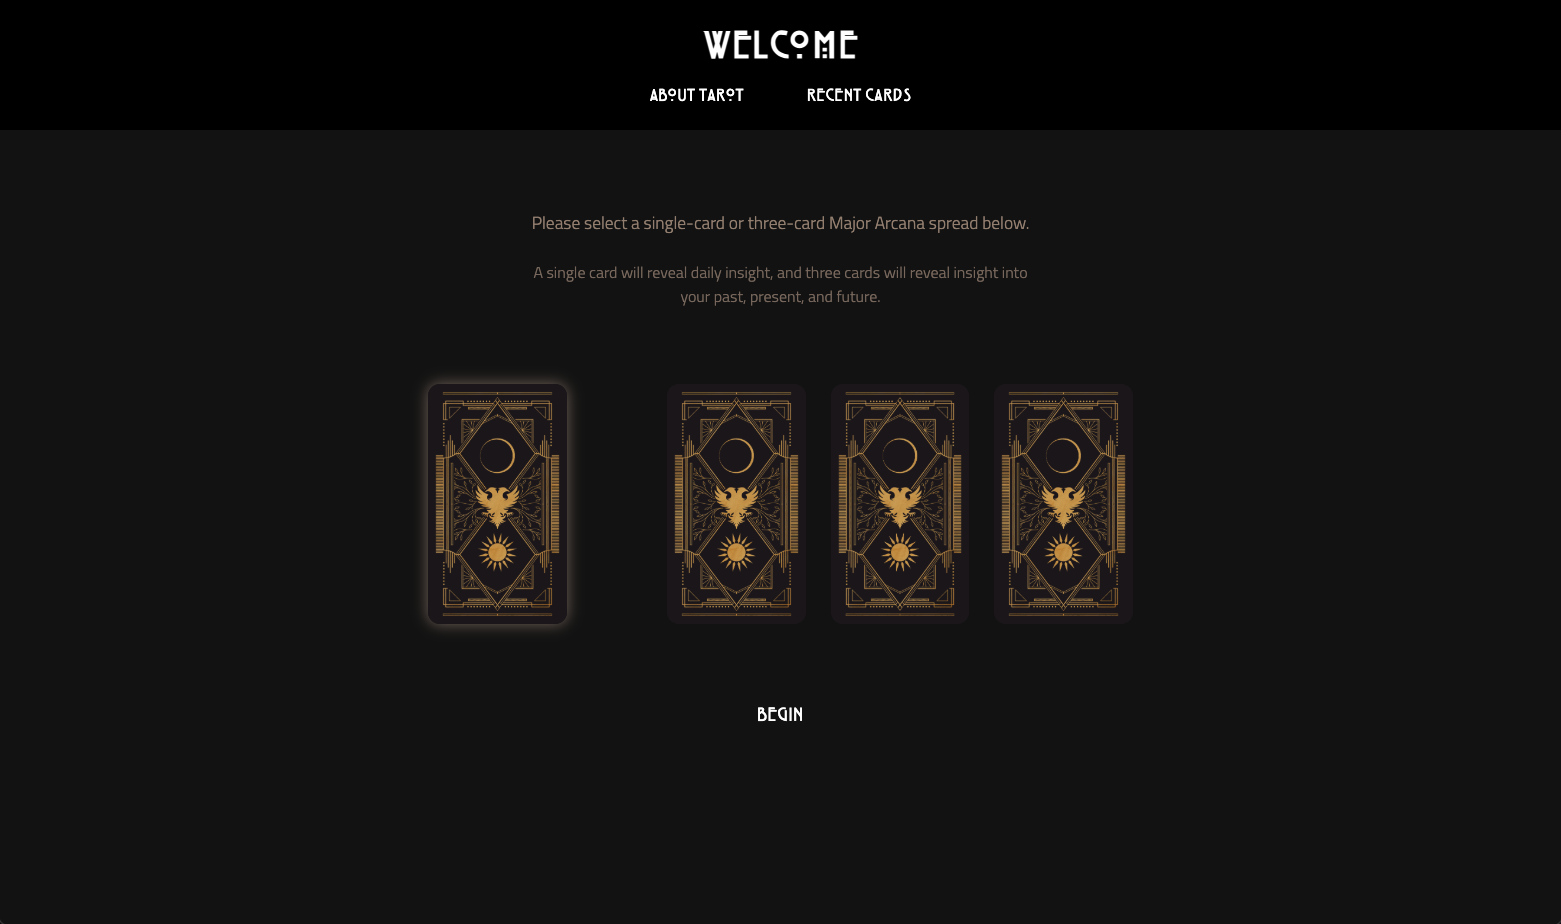 WELCOME
ABOUT TAROT
RECENT CARDS
Please select a single-card or three-card Major Arcana spread below.
A single card will reveal daily insight, and three cards will reveal insight into
your past, present, and future.
BEGIN